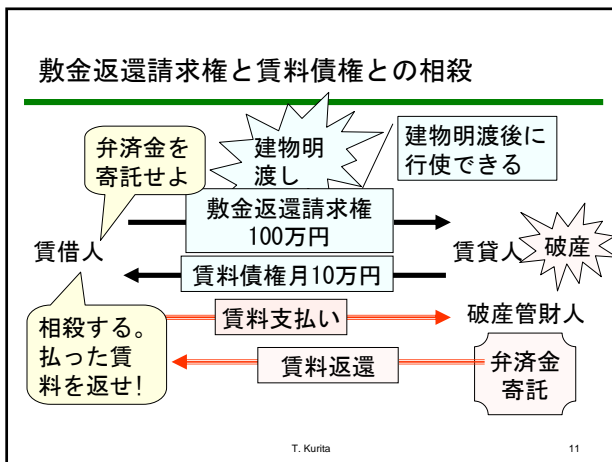 敷金返還請求権と賃料債権との相殺
弁済金を
寄託せよ
建物明
渡し
建物明渡後に
行使できる
敷金返還請求権
100万円
賃借人
賃貸人
破産
賃料債権月10万円
相殺する。
払った賃
料を返せ!
賃料支払い
破産管財人
賃料返還
弁済金
寄託
T. Kurita
11